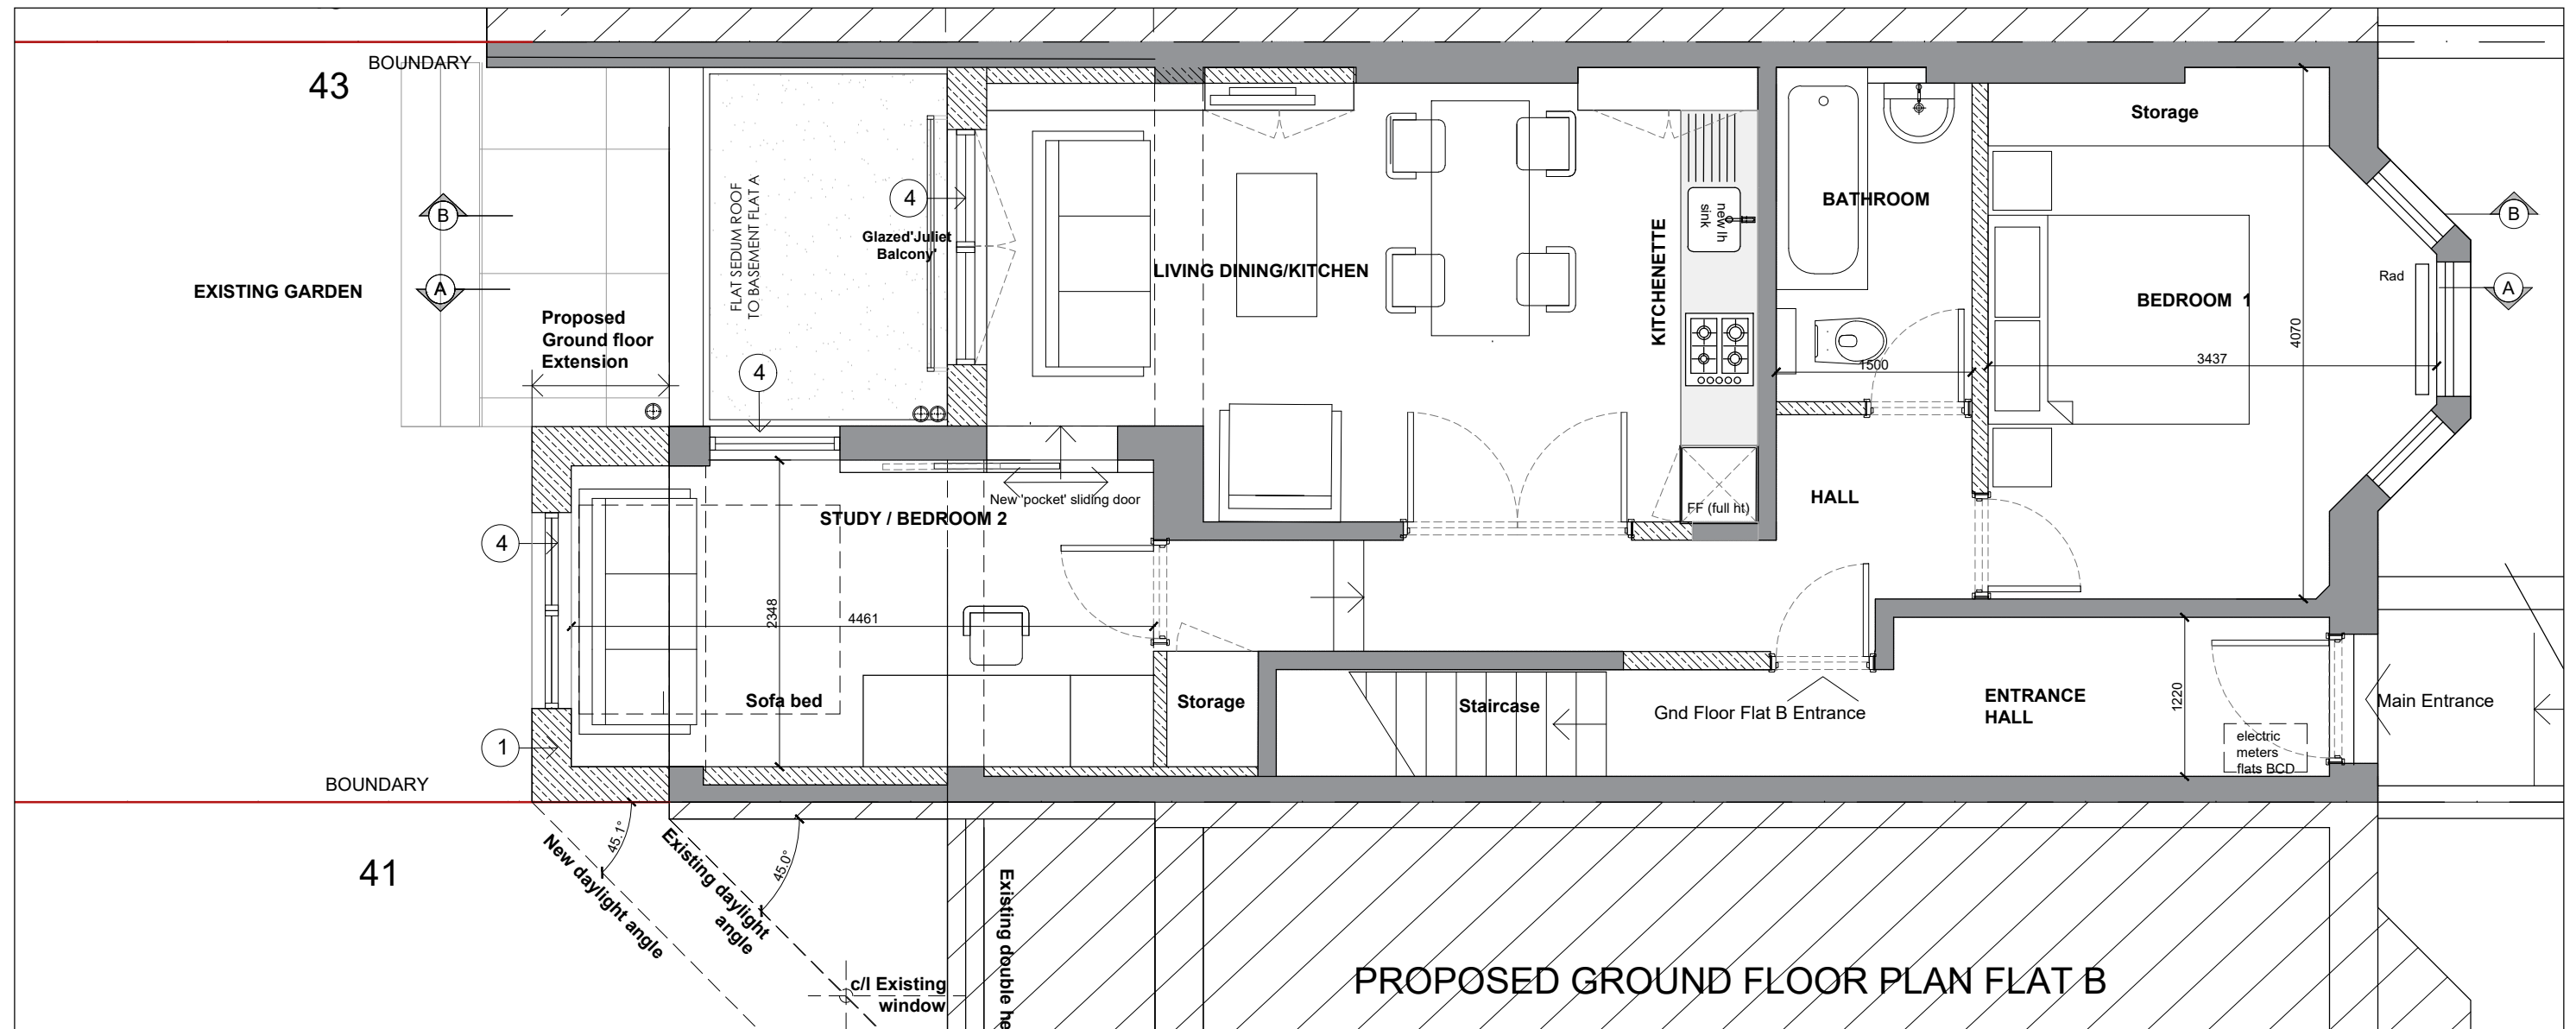 BOUNDARY
43
Storage
B
4
FLAT SEDUM ROOF
TO BASEMENT FLAT A
Glazed'Juliet
Balcony'
new lh
sink
BATHROOM
B
KITCHENETTE
EXISTING GARDEN
A
LIVING DINING/KITCHEN
Rad
A
BEDROOM 1
Proposed
Ground floor
Extension
4
1500
3437
4070
New 'pocket' sliding door
FF (full ht)
HALL
STUDY / BEDROOM 2
4
2348
4461
Sofa bed
Storage
Staircase
Gnd Floor Flat B Entrance
ENTRANCE
HALL
1220
Main Entrance
1
electric
meters
flats BCD
BOUNDARY
45.1°
45.0°
41
New daylight angle
Existing daylight
angle
Existing double he
c/l Existing
window
PROPOSED GROUND FLOOR PLAN FLAT B